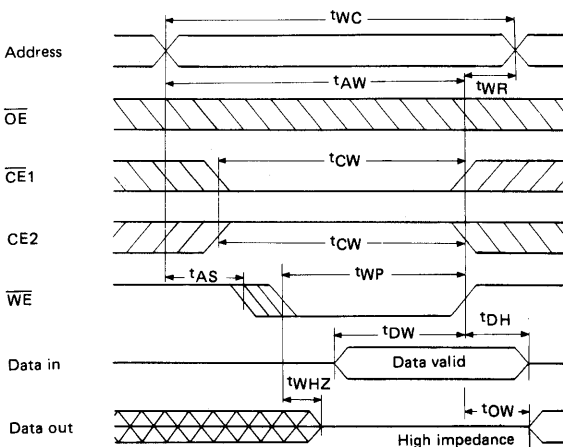 tWC
Address
tAW
tWR
OE
CE1
tCW
CE2
tCW
tAS
tWP
WE
tDW
tDH
Data in
Data valid
tWHZ
tOW
Data out
High impedance